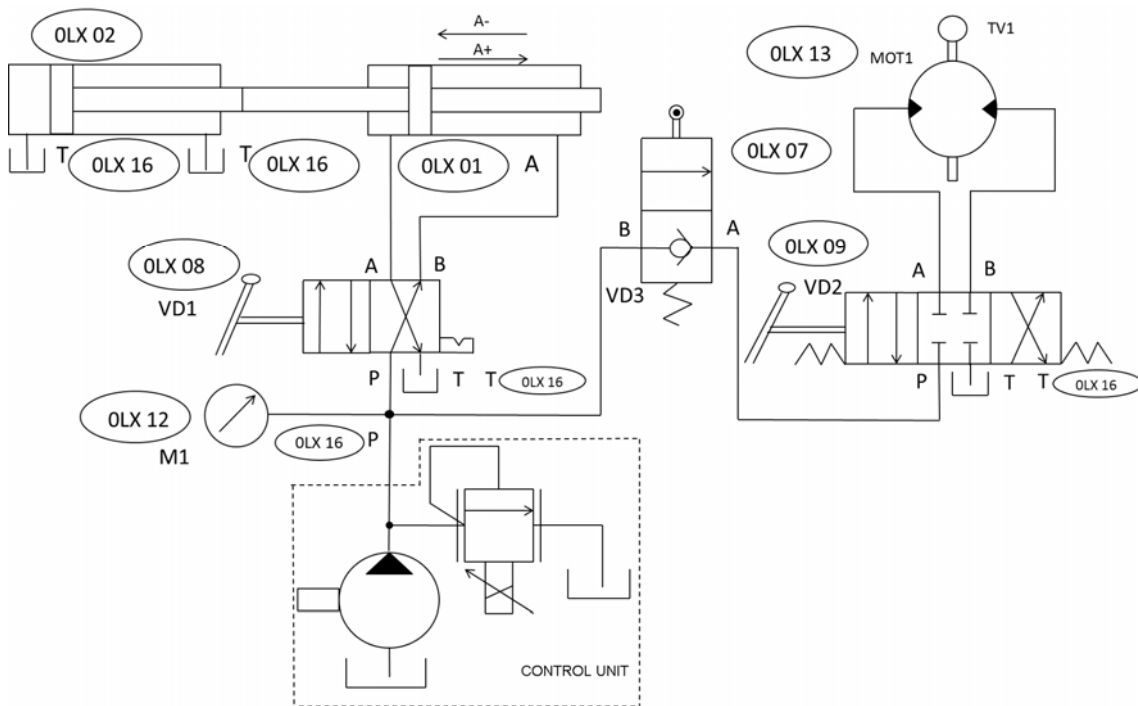 0LX 02
A-
A+
0LX 13
MOT1
TV1
T
0LX 16
T
0LX 16
0LX 01
A
0LX 07
B
A
VD3
0LX 08
VD1
A
B
0LX 09
VD2
A
B
P
T
T
0LX 16
P
T
T
0LX 16
0LX 12
M1
0LX 16
P
CONTROL UNIT